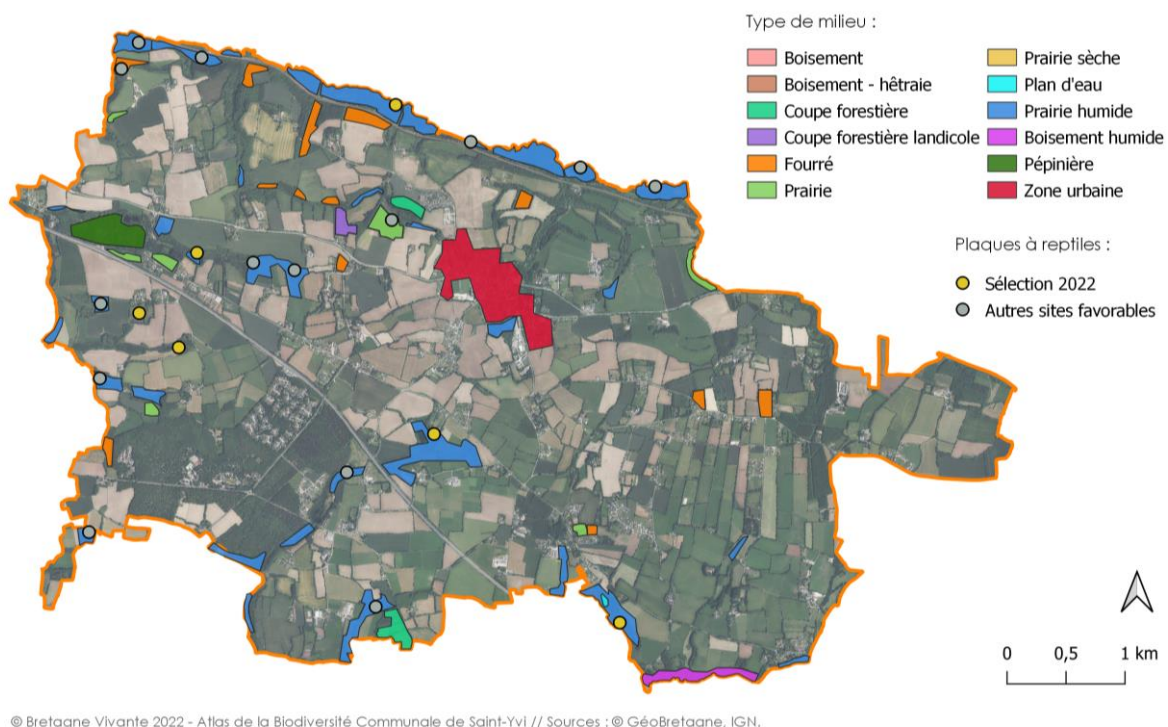 Type de milieu :
Boisement
Boisement - hêtraie
Coupe forestière
Coupe forestière landicole
Fourré
Prairie
Prairie sèche
Plan d'eau
Prairie humide
Boisement humide
Pépinière
Zone urbaine
Plaques à reptiles :
Sélection 2022
Autres sites favorables
0 0,5 1 km
© Bretagne Vivante 2022 - Atlas de la Biodiversité Communale de Saint-Yvi // Sources : © GéoBretagne, IGN.